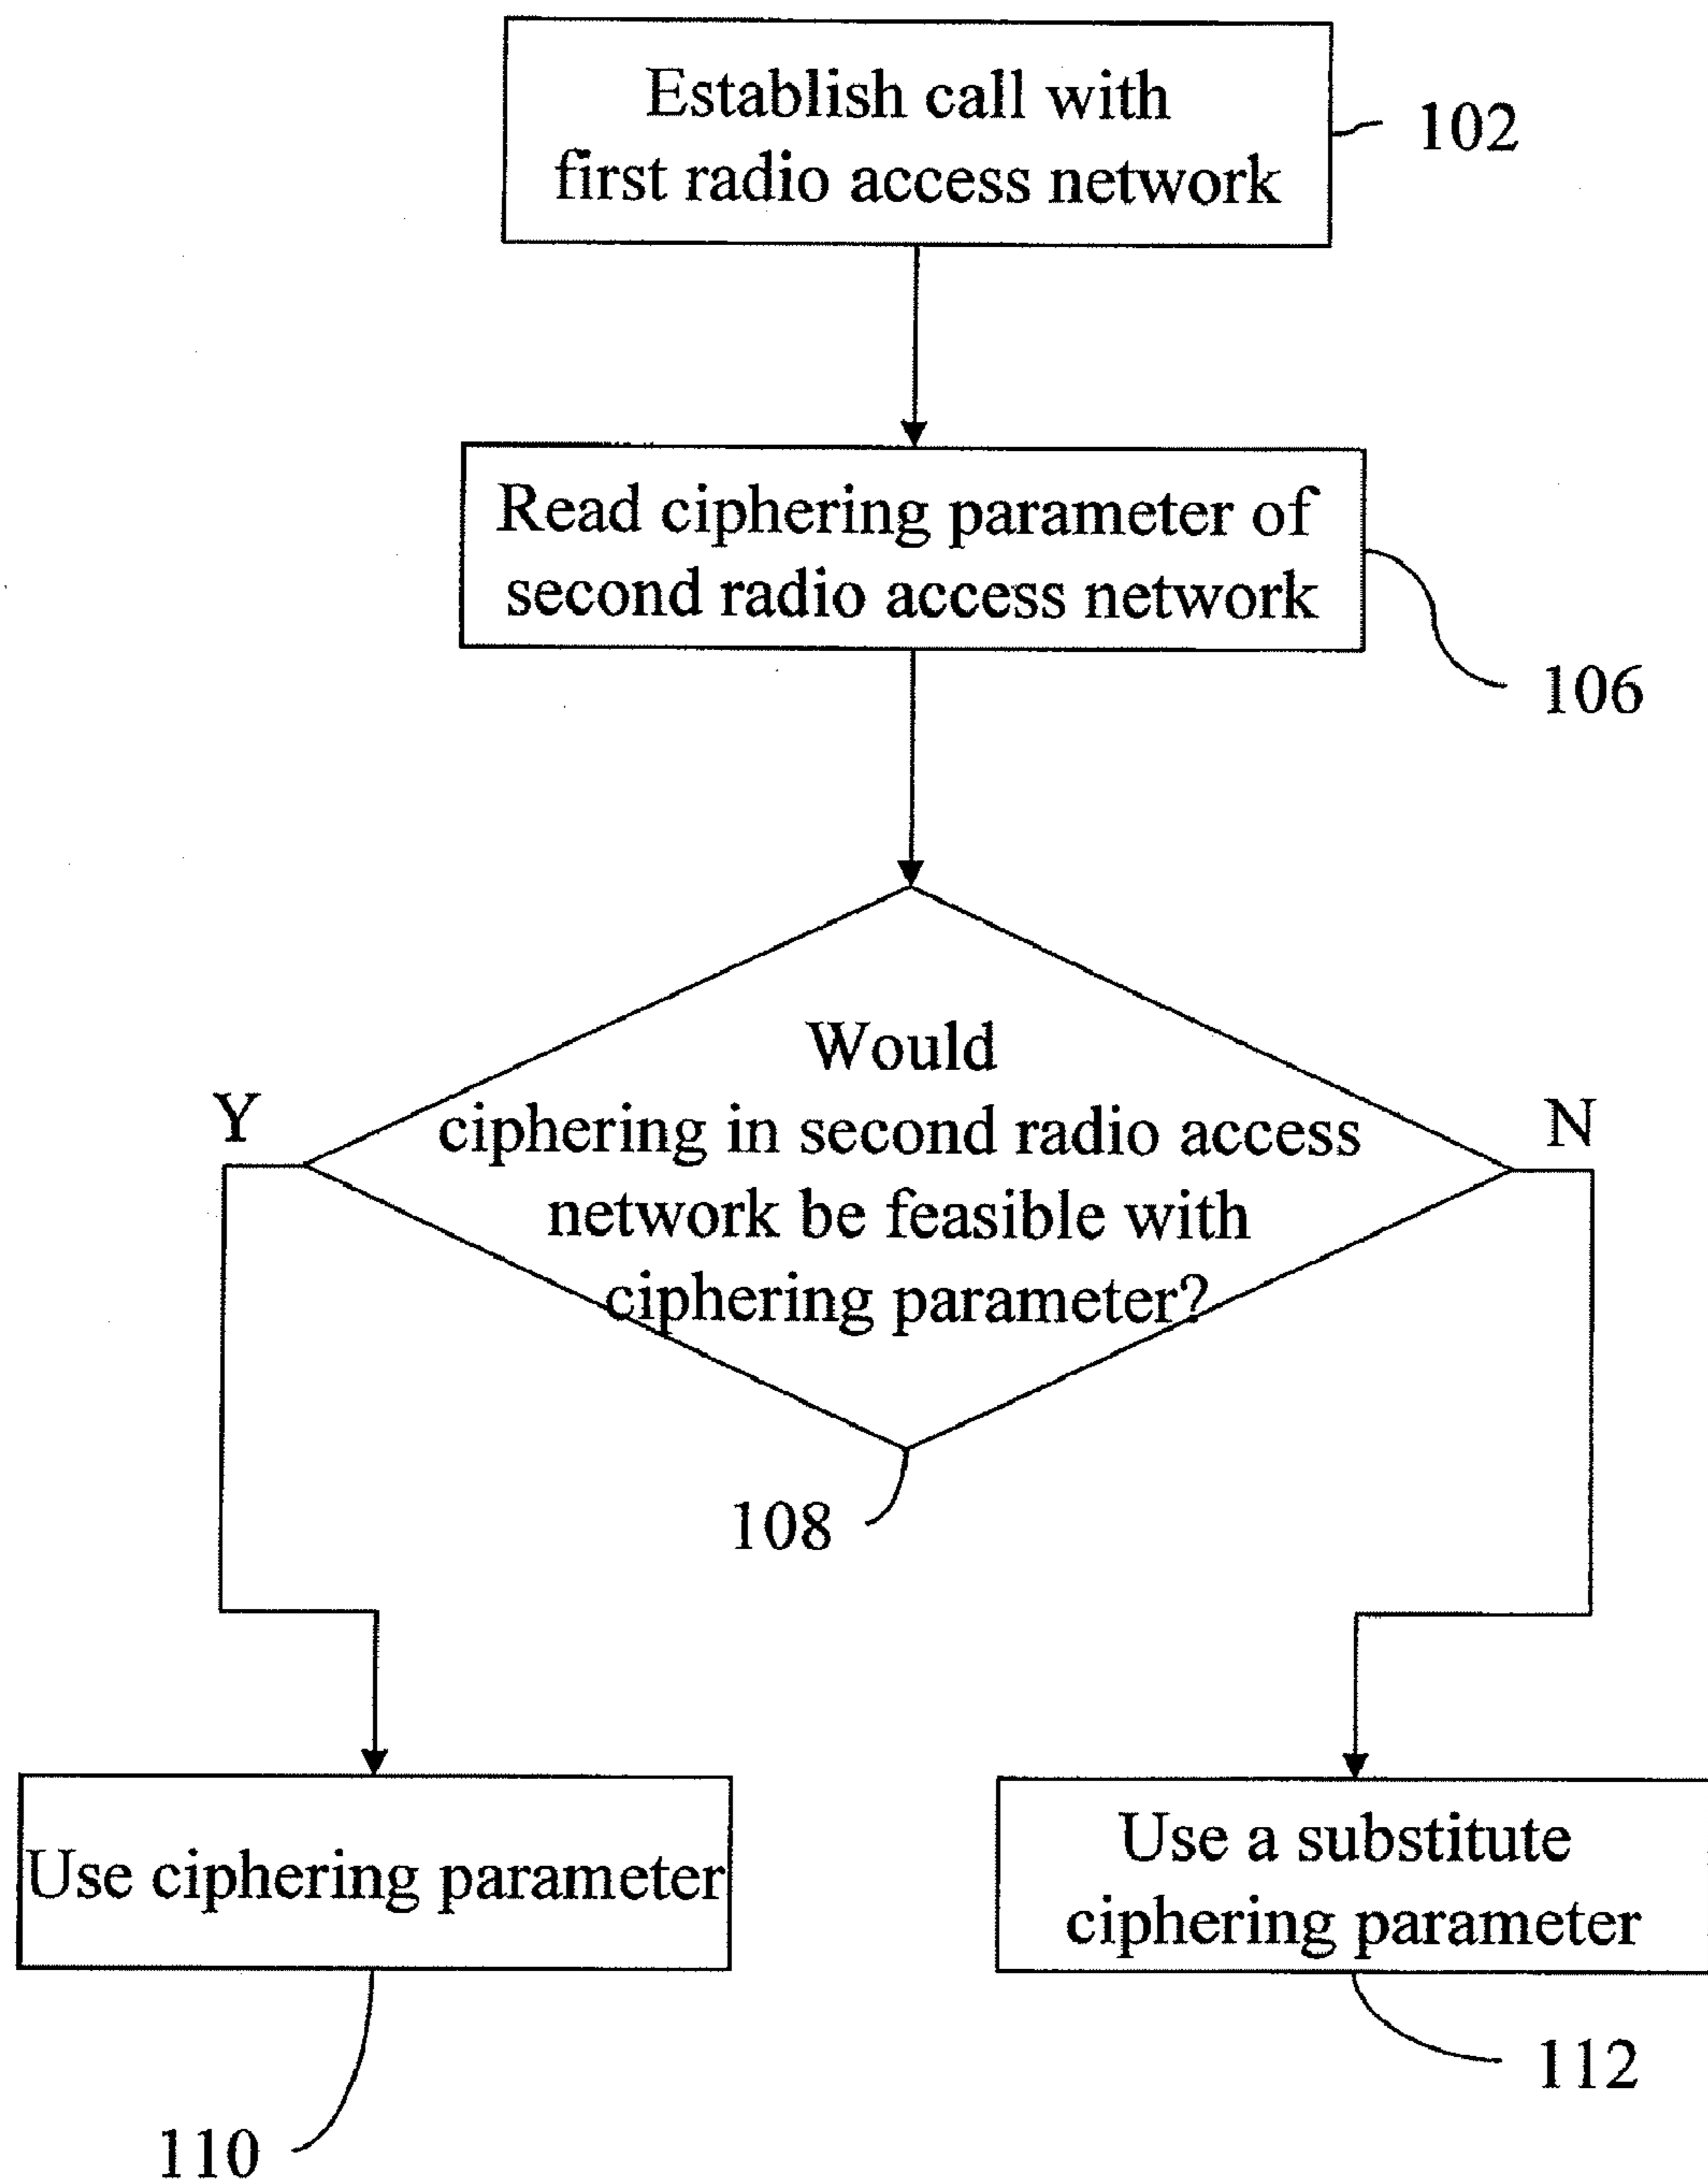 Establish call with
first radio access network
102
Read ciphering parameter of
second radio access network
106
Would
ciphering in second radio access
network be feasible with
ciphering parameter?
Y
N
108
Use ciphering parameter
Use a substitute
ciphering parameter
110
112